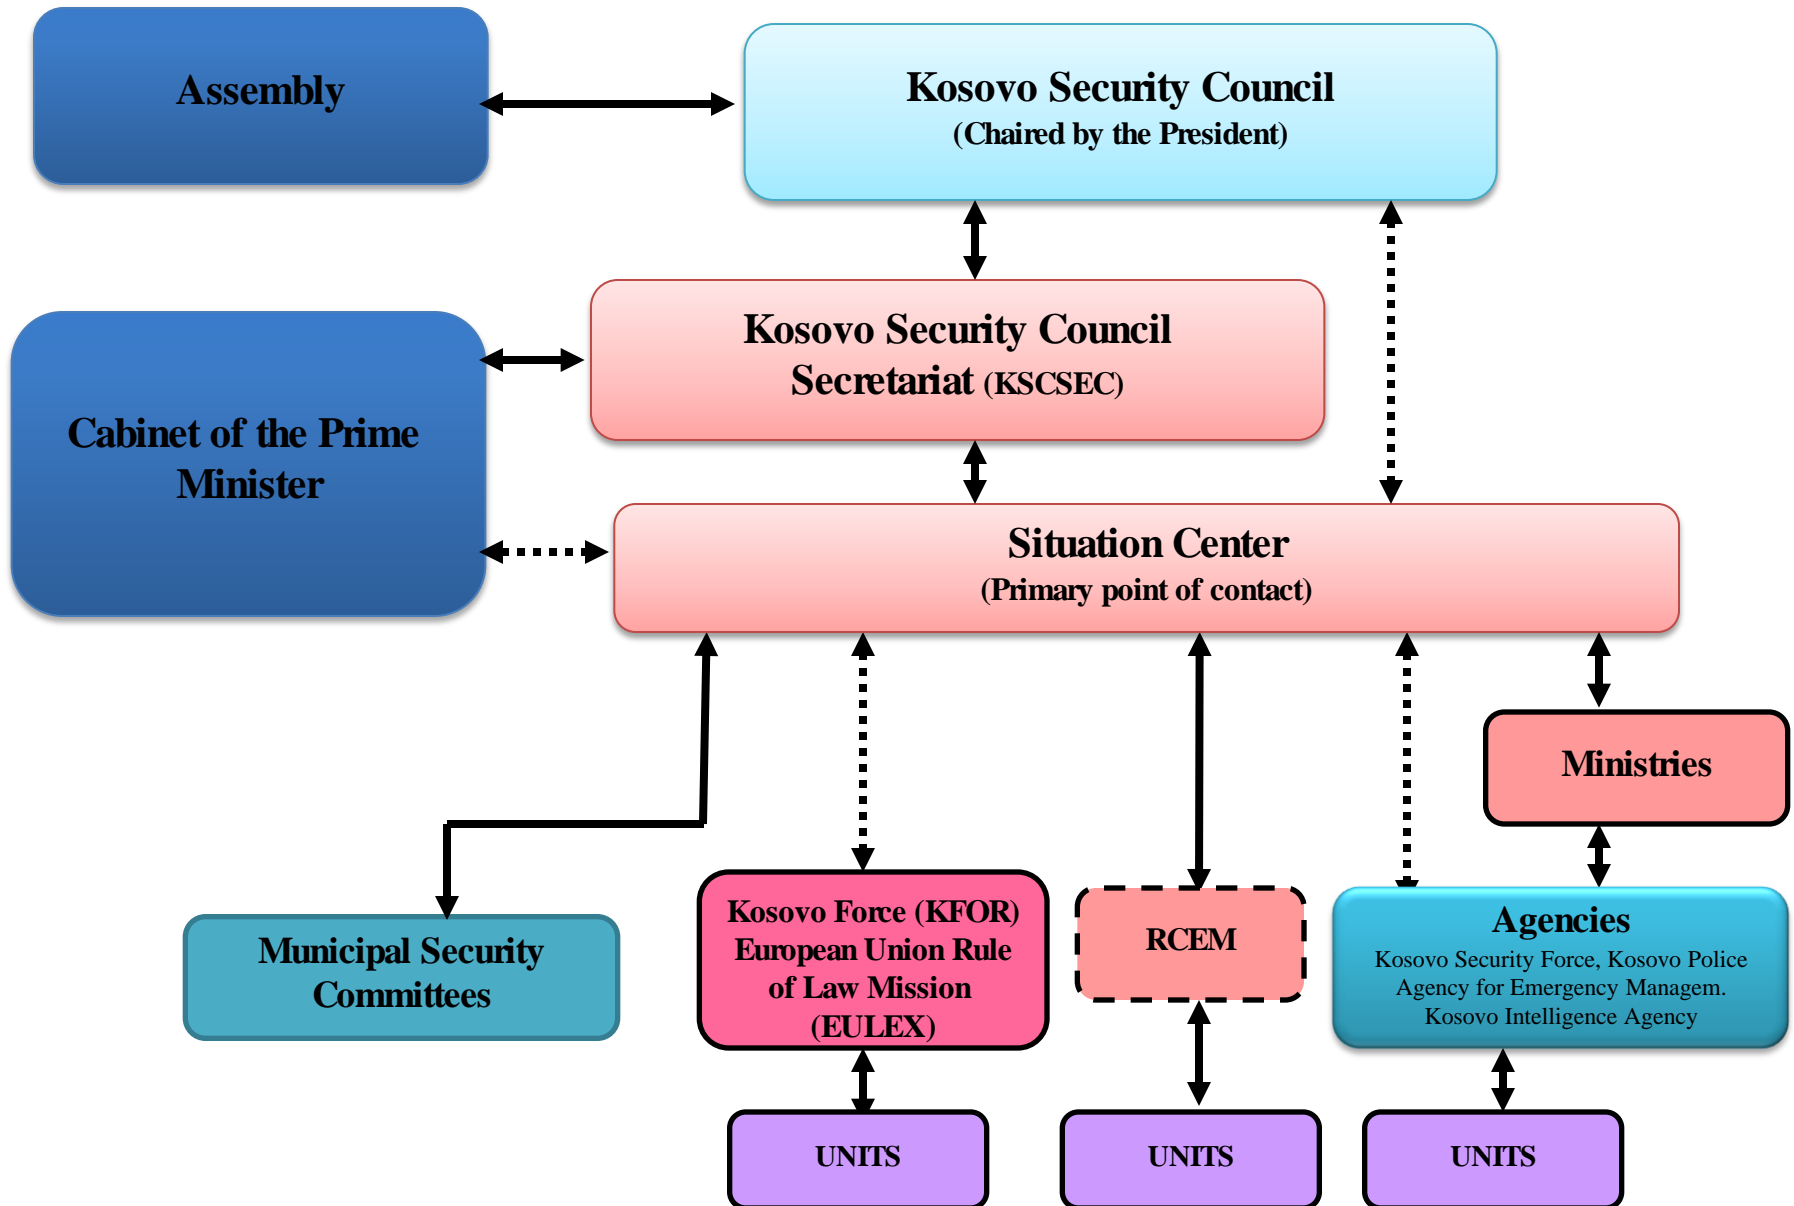 Assembly
Kosovo Security Council
(Chaired by the President)
Kosovo Security Council
Secretariat (KSCSEC)
Cabinet of the Prime
Minister
Situation Center
(Primary point of contact)
Ministries
Municipal Security
Committees
Kosovo Force (KFOR)
European Union Rule
of Law Mission
(EULEX)
RCEM
Agencies
Kosovo Security Force, Kosovo Police
Agency for Emergency Managem.
Kosovo Intelligence Agency
UNITS
UNITS
UNITS